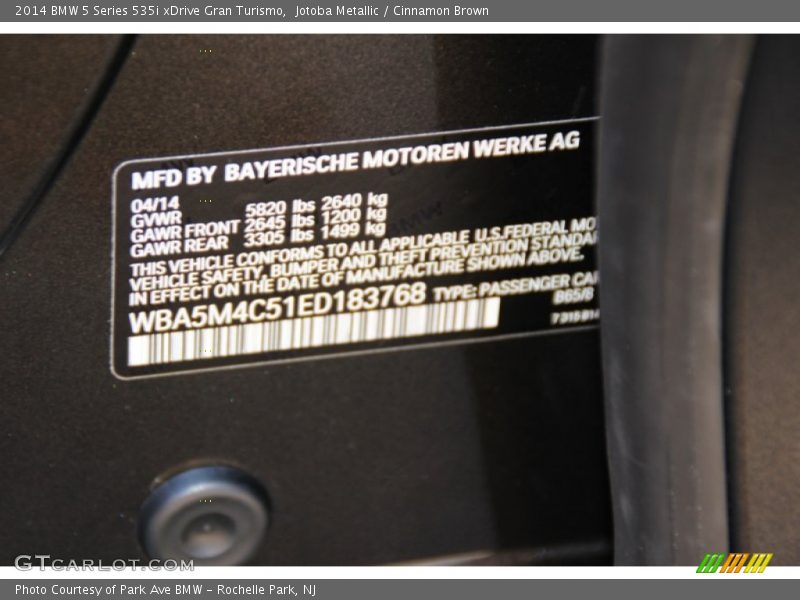 2014 BMW 5 Series 535i xDrive Gran Turismo,  Jotoba Metallic / Cinnamon Brown
MFD BY BAYERISCHE MOTOREN WERKE AG
04/14
GVWR 5820 lbs 2640 kg
GAWR FRONT 2645 lbs 1200 kg
GAWR REAR 3305 lbs 1499 kg
THIS VEHICLE CONFORMS TO ALL APPLICABLE U.S.FEDERAL MO
VEHICLE SAFETY, BUMPER AND THEFT PREVENTION STANDA
IN EFFECT ON THE DATE OF MANUFACTURE SHOWN ABOVE.
WBA5M4C51ED183768 TYPE: PASSENGER CA
B65/8
GTcarlot.com
Photo Courtesy of Park Ave BMW - Rochelle Park, NJ